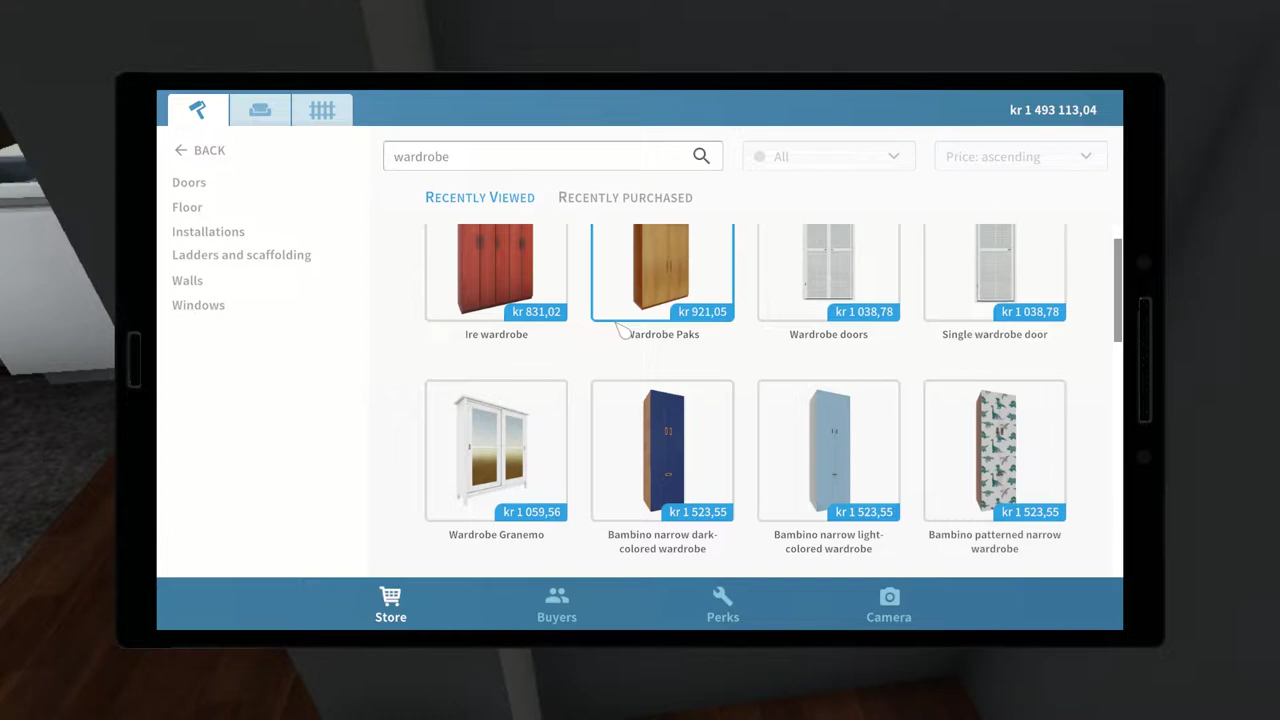 kr 1 493 113,04
BACK
wardrobe
All
Price: ascending
Doors
Floor
Installations
Ladders and scaffolding
Walls
Windows
RECENTLY VIEWED
RECENTLY PURCHASED
kr 831,02
kr 921,05
kr 1 038,78
kr 1 038,78
Ire wardrobe
Wardrobe Paks
Wardrobe doors
Single wardrobe door
kr 1 059,56
kr 1 523,55
kr 1 523,55
kr 1 523,55
Wardrobe Granemo
Bambino narrow dark-
colored wardrobe
Bambino narrow light-
colored wardrobe
Bambino patterned narrow
wardrobe
Store
Buyers
Perks
Camera